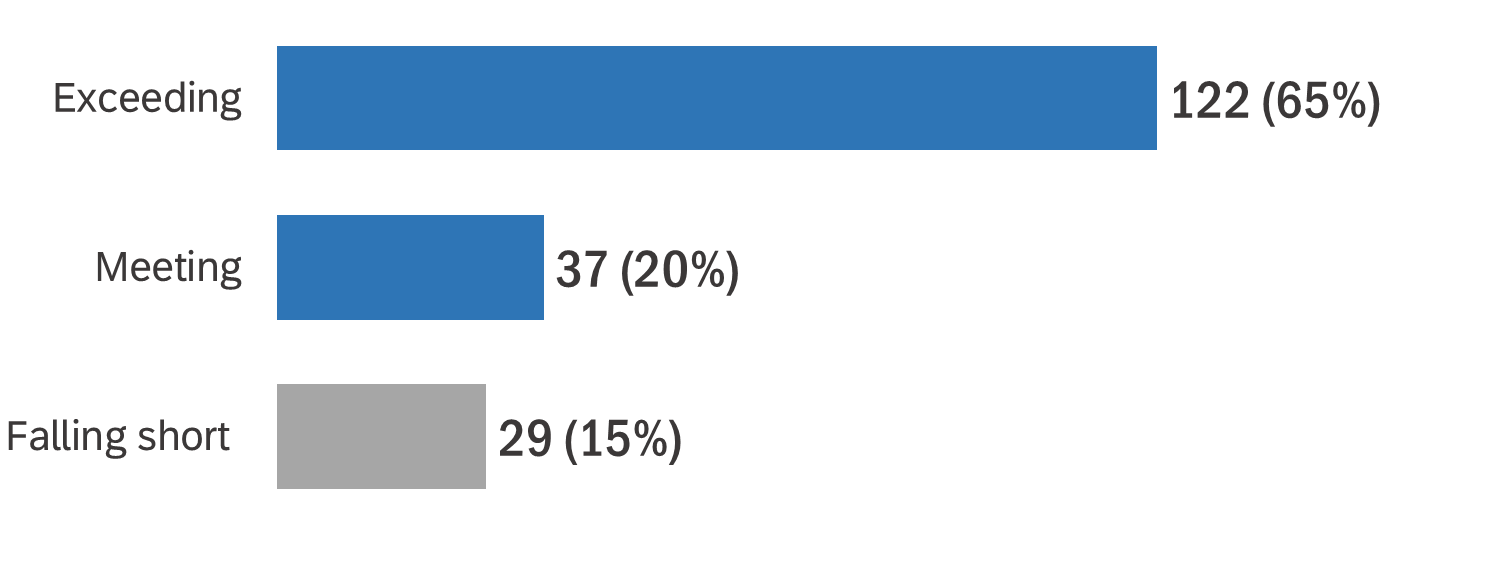 Exceeding 122 (65%)
Meeting 37 (20%)
Falling short 29 (15%)